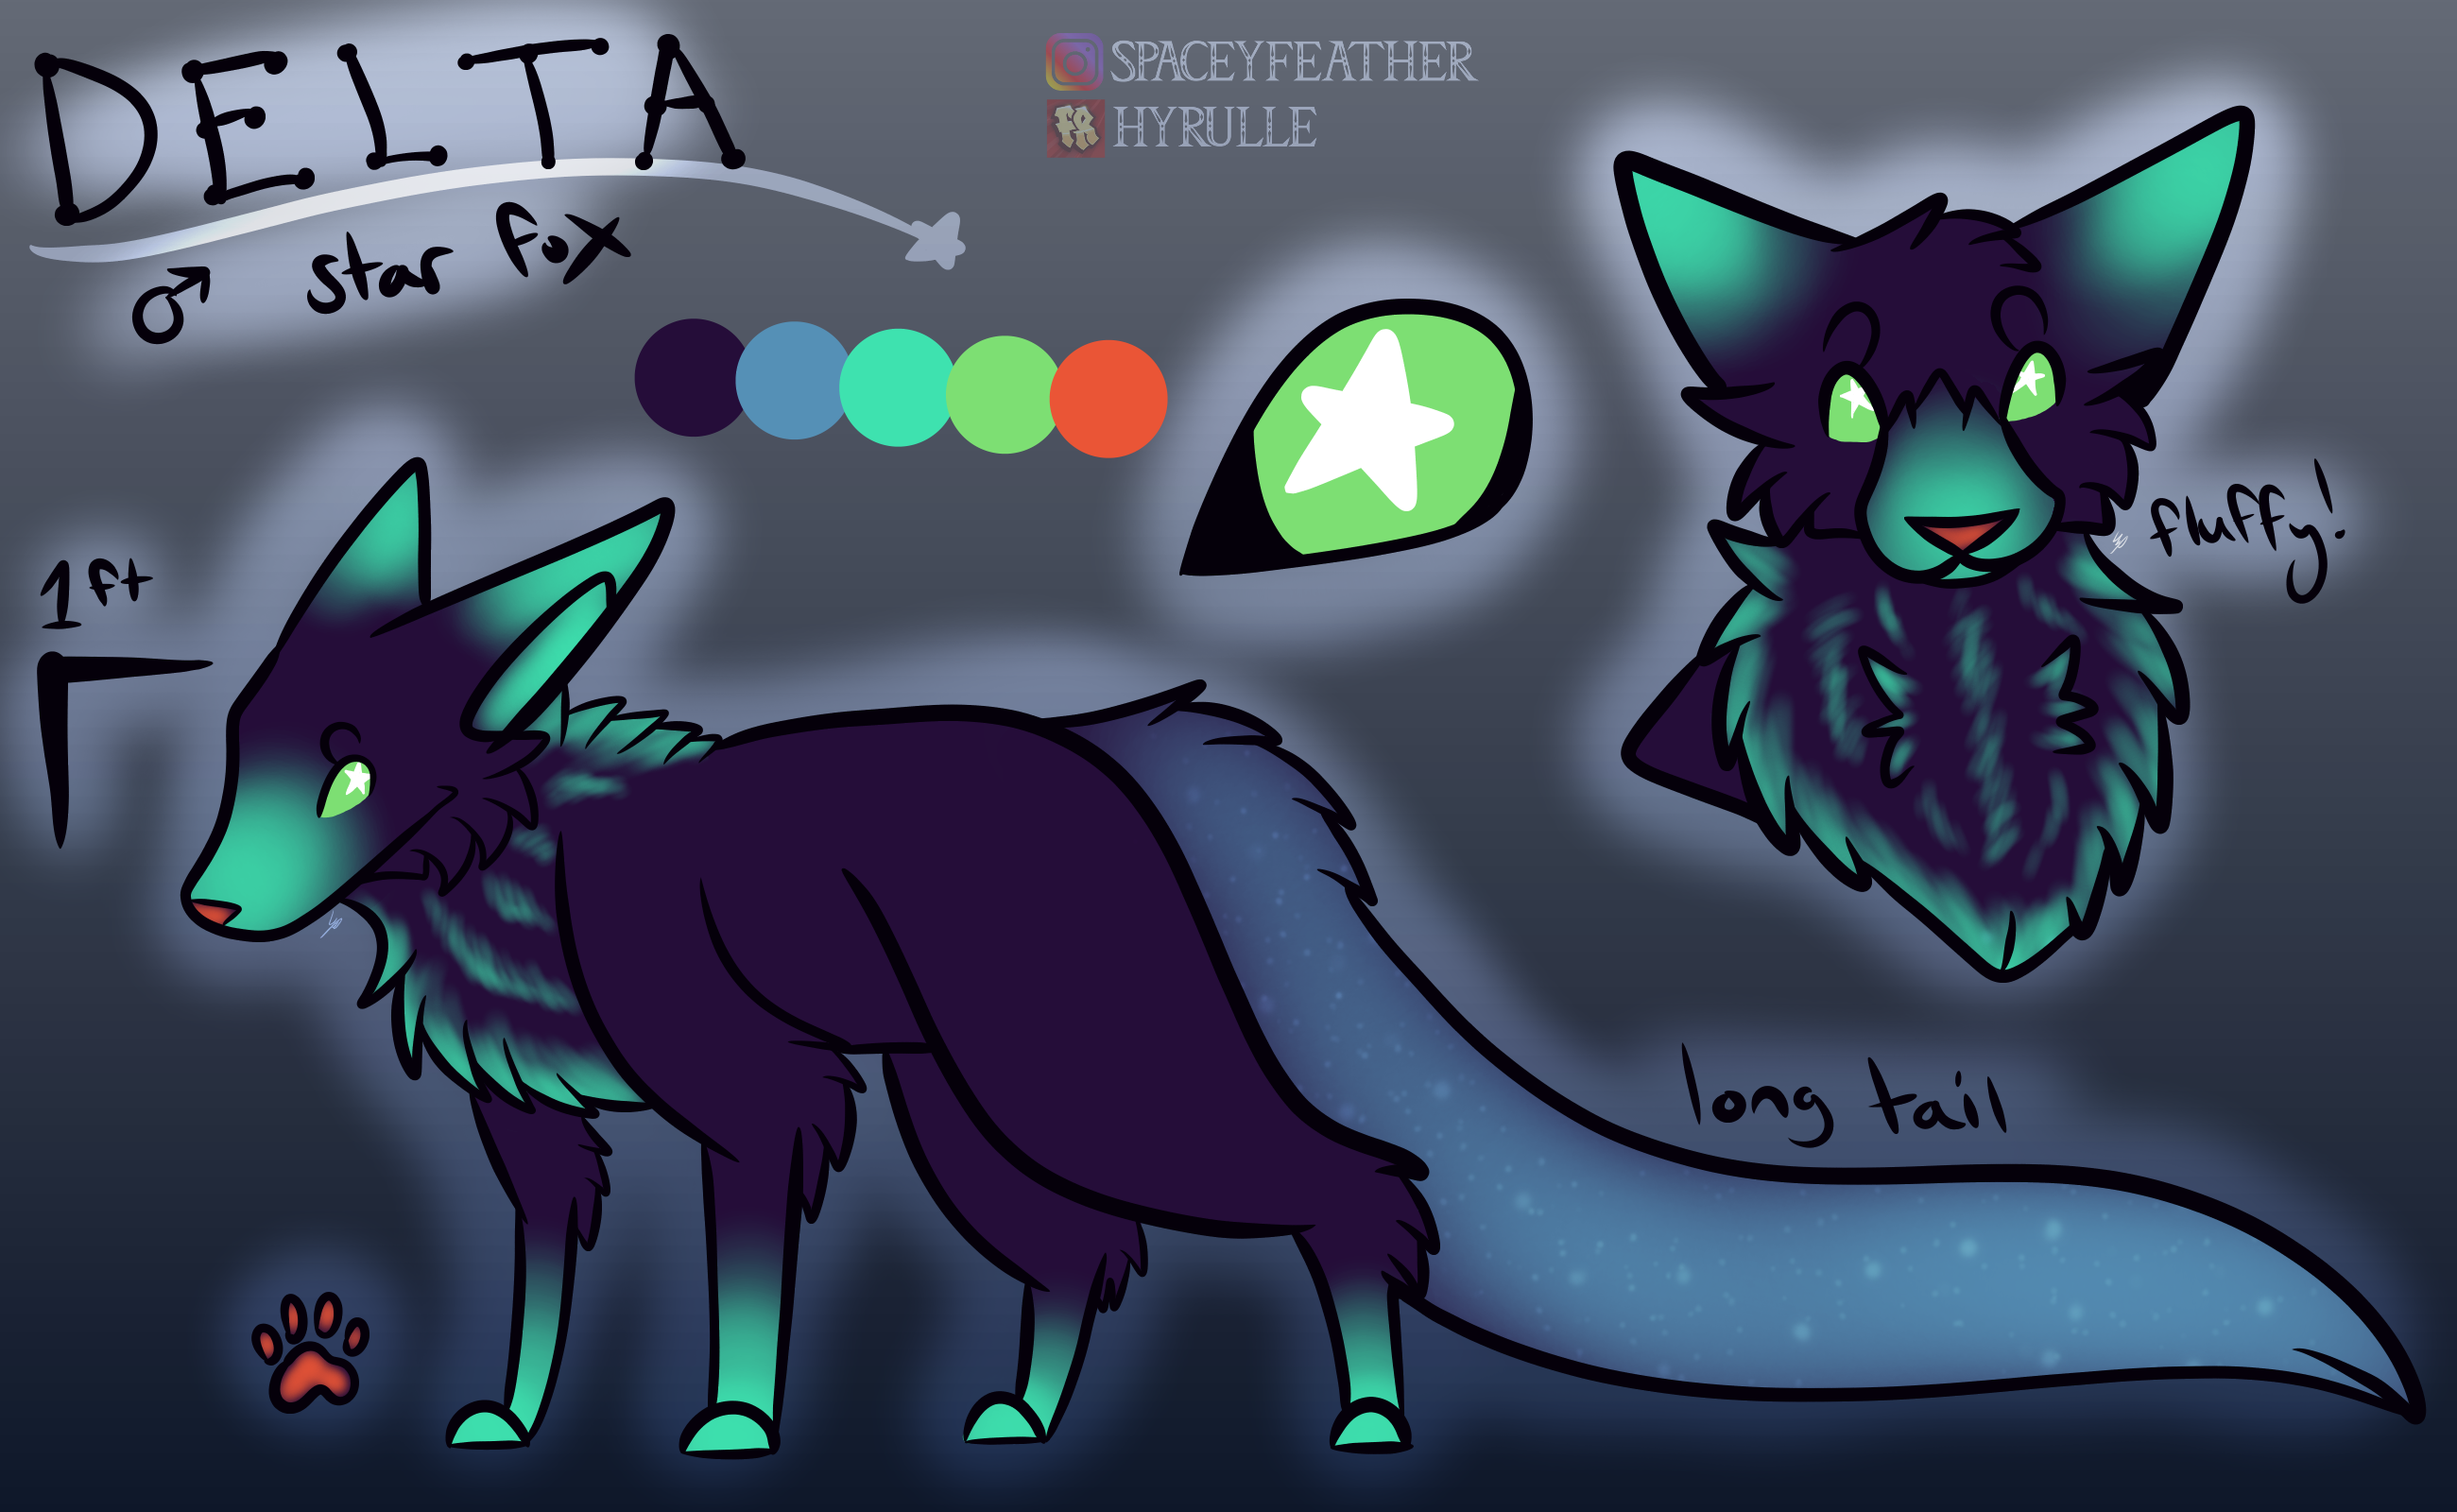 DELTA
♂ star fox
SPACEYFEATHER
HYRULLE
1ft
fluffy!
long tail